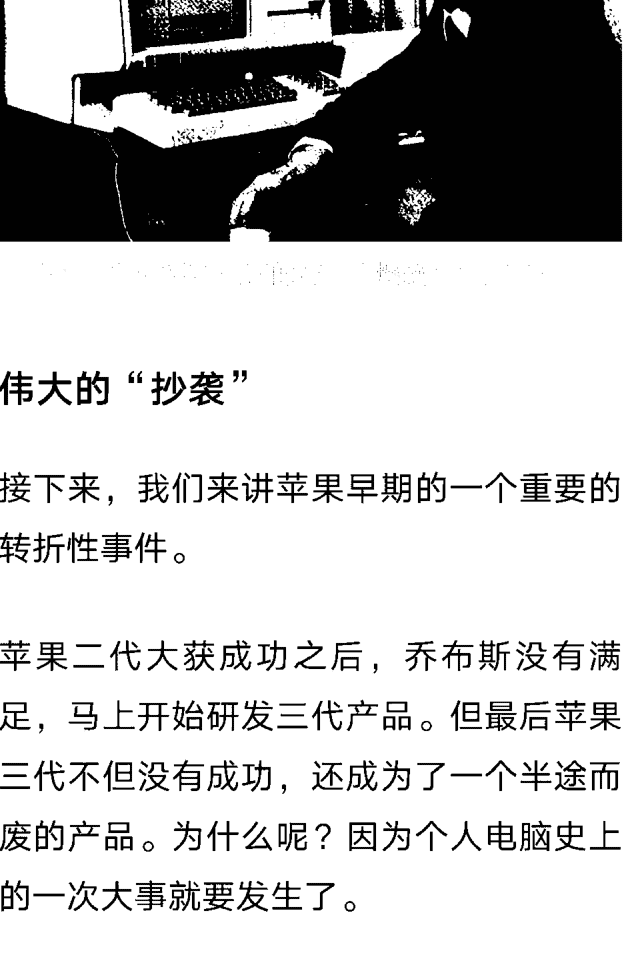 伟大的“抄袭”
接下来，我们来讲苹果早期的一个重要的
转折性事件。
苹果二代大获成功之后，乔布斯没有满
足，马上开始研发三代产品。但最后苹果
三代不但没有成功，还成为了一个半途而
废的产品。为什么呢？因为个人电脑史上
的一次大事就要发生了。